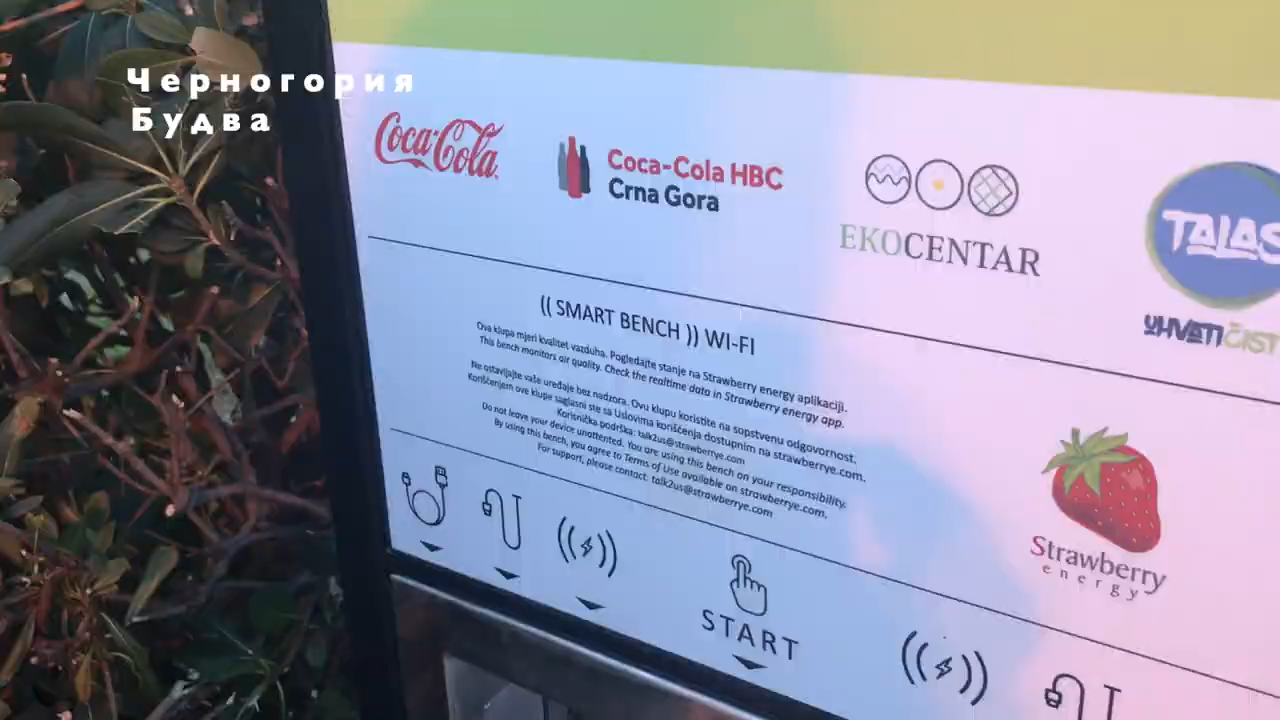 Черногория
Будва
Coca-Cola
Coca-Cola HBC
Crna Gora
EKOCENTAR
TALAS
UHVATI ČIST
(( SMART BENCH )) WI-FI
Ova klupa mjeri kvalitet vazduha. Pogledajte stanje na Strawberry energy aplikaciji.
This bench monitors air quality. Check the realtime data in Strawberry energy app.
Ne ostavljajte vaše uređaje bez nadzora. Ovu klupu koristite na sopstvenu odgovornost.
Korišćenjem ove klupe saglasni ste sa Uslovima korišćenja dostupnim na strawberrye.com.
Korisnička podrška: talk2us@strawberrye.com
Do not leave your device unattented. You are using this bench on your responsibility.
By using this bench, you agree to Terms of Use available on strawberrye.com.
For support, please contact: talk2us@strawberrye.com
Strawberry
energy
START